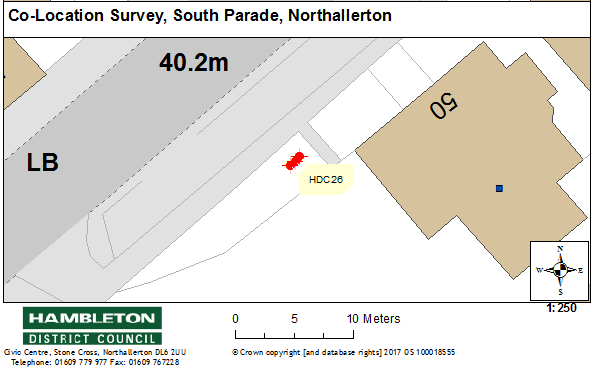 Co-Location Survey, South Parade, Northallerton
40.2m
50
LB
HDC26
N
W E
S
1:250
HAMBLETON
DISTRICT COUNCIL
0 5 10 Meters
Civic Centre, Stone Cross, Northallerton DL6 2UU
Telephone: 01609 779 977 Fax: 01609 767228
© Crown copyright [and database rights] 2017 OS 100018555